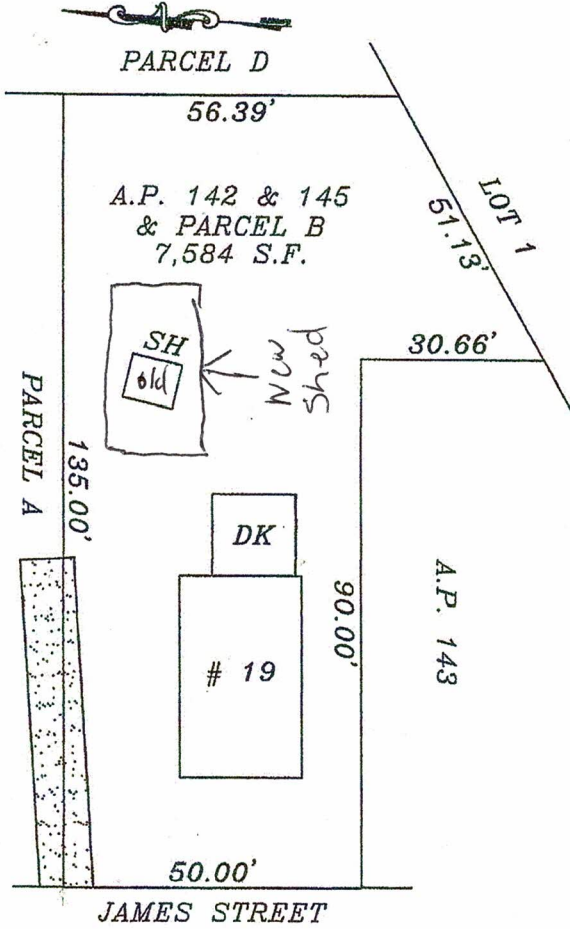 PARCEL D
56.39'
A.P. 142 & 145
& PARCEL B
7,584 S.F.
LOT 1
51.13'
SH
old
New
Shed
30.66'
PARCEL A
135.00'
DK
# 19
90.00'
A.P. 143
50.00'
JAMES STREET